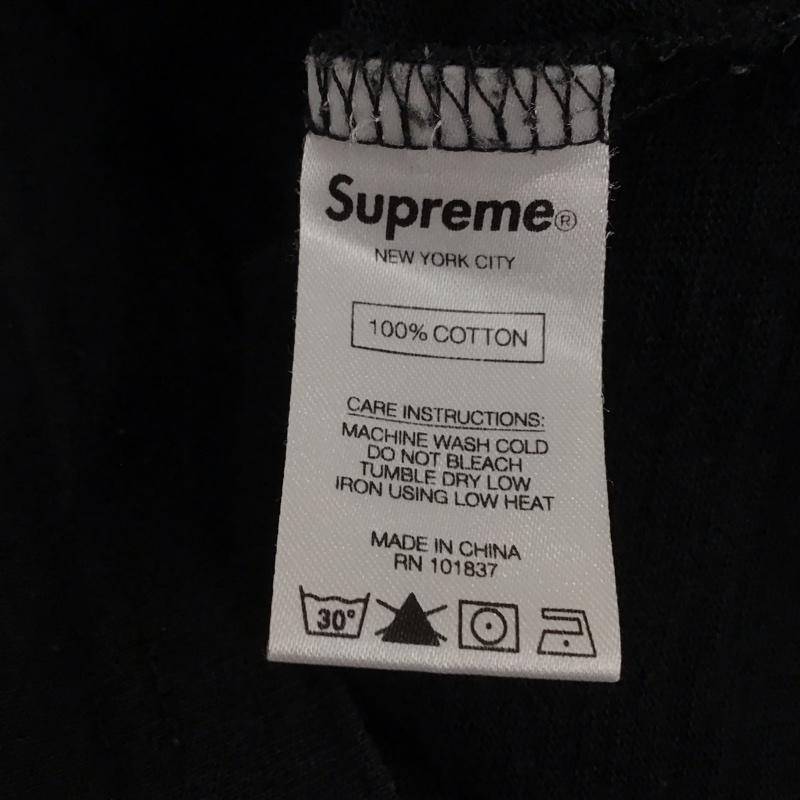 Supreme®
NEW YORK CITY
100% COTTON
CARE INSTRUCTIONS:
MACHINE WASH COLD
DO NOT BLEACH
TUMBLE DRY LOW
IRON USING LOW HEAT
MADE IN CHINA
RN 101837
30°